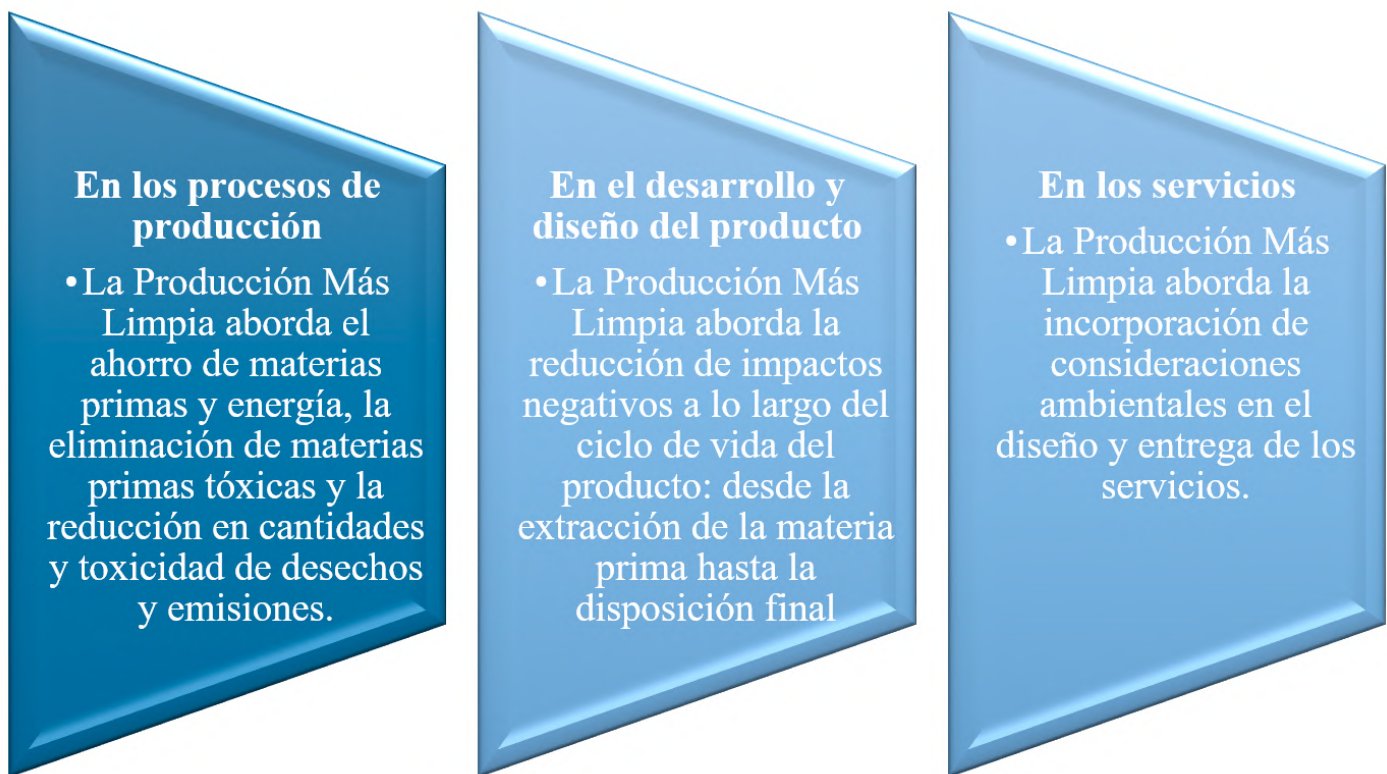 En los procesos de
producción
•La Producción Más
Limpia aborda el
ahorro de materias
primas y energía, la
eliminación de materias
primas tóxicas y la
reducción en cantidades
y toxicidad de desechos
y emisiones.
En el desarrollo y
diseño del producto
•La Producción Más
Limpia aborda la
reducción de impactos
negativos a lo largo del
ciclo de vida del
producto: desde la
extracción de la materia
prima hasta la
disposición final
En los servicios
•La Producción Más
Limpia aborda la
incorporación de
consideraciones
ambientales en el
diseño y entrega de los
servicios.